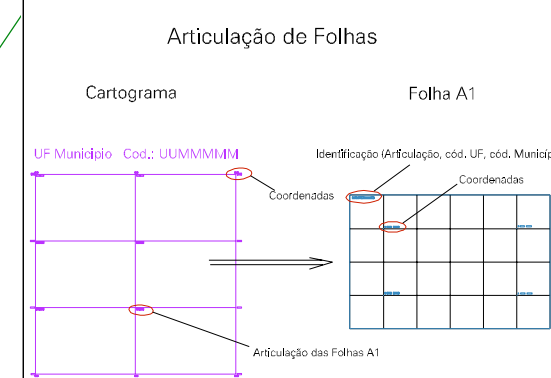 Articulação de Folhas
Cartograma
Folha A1
UF Municipio Cod.: UUMMMMM
Identificação (Articulação, cód. UF, cód. Municíp
Coordenadas
Coordenadas
Articulação das Folhas A1